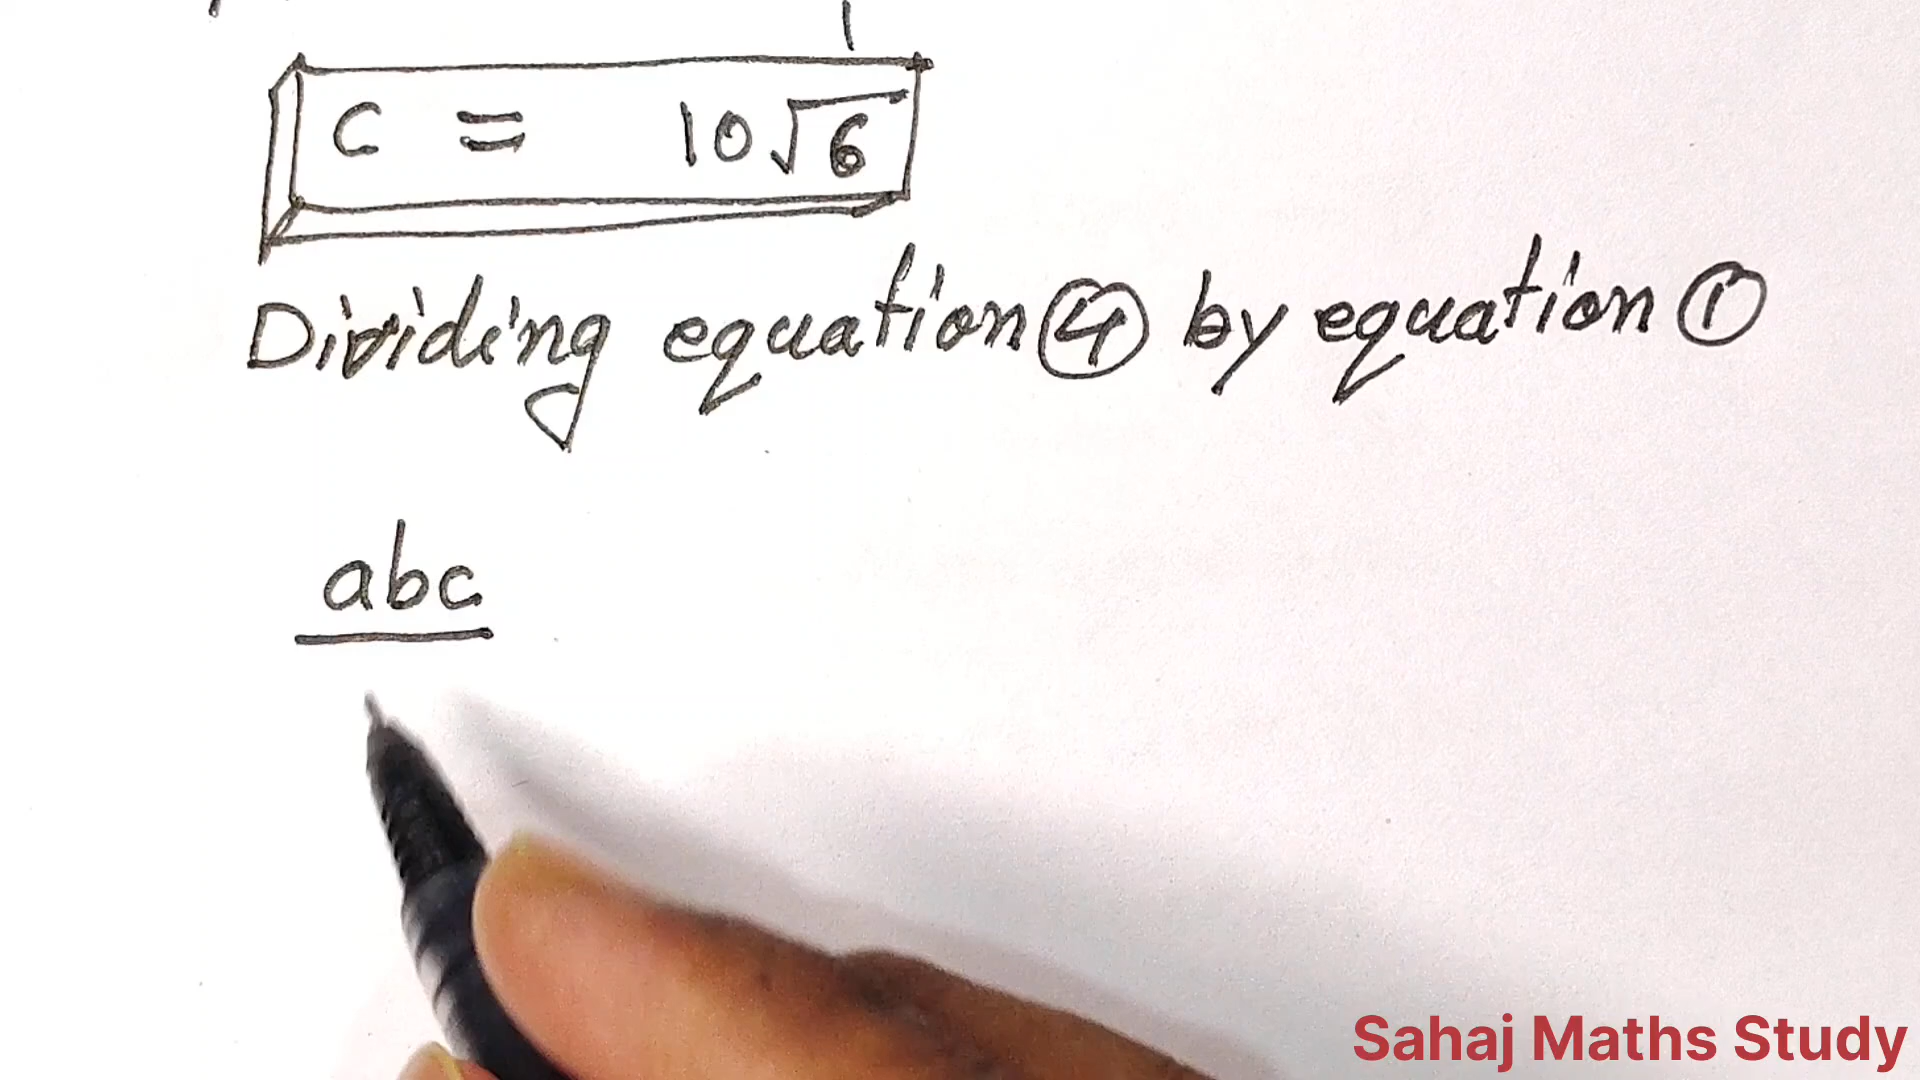 C = 10√6
Dividing equation ④ by equation ①
abc
Sahaj Maths Study